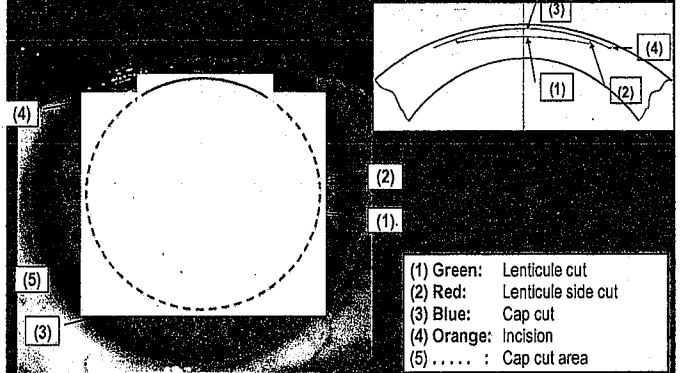 (3)
(4)
(1)
(2)
(4)
(2)
(1).
(5)
(3)
(1) Green: Lenticule cut
(2) Red: Lenticule side cut
(3) Blue: Cap cut
(4) Orange: Incision
(5) . . . . . : Cap cut area